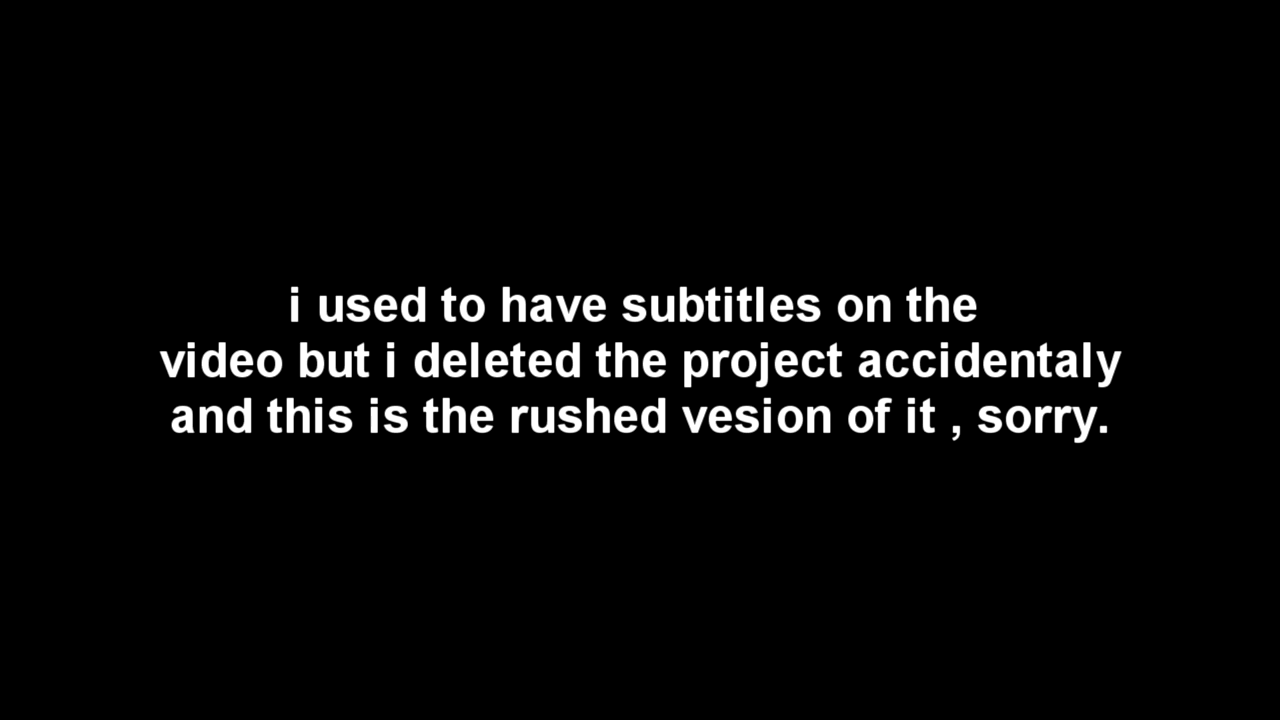 i used to have subtitles on the
video but i deleted the project accidentaly
and this is the rushed vesion of it , sorry.